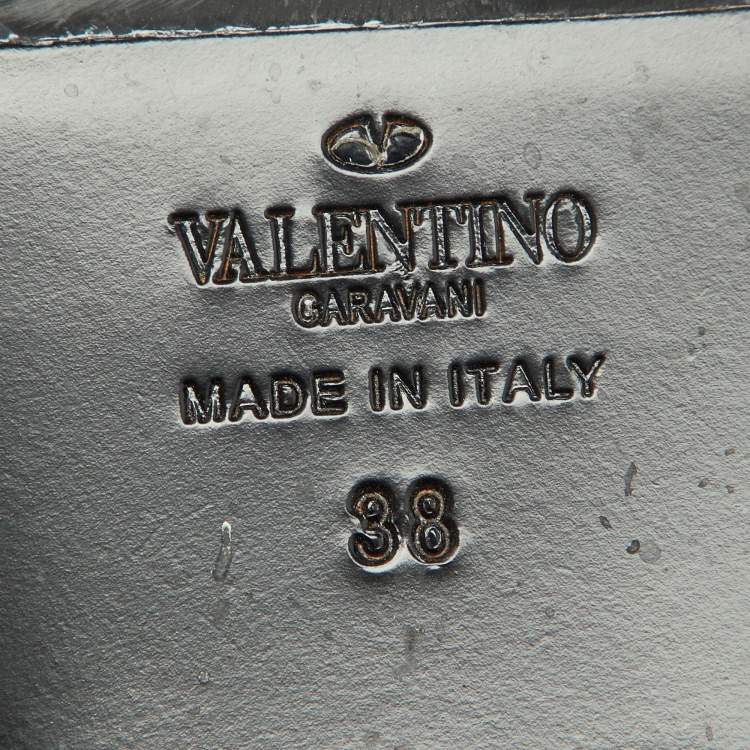 VALENTINO
GARAVANI
MADE IN ITALY
38